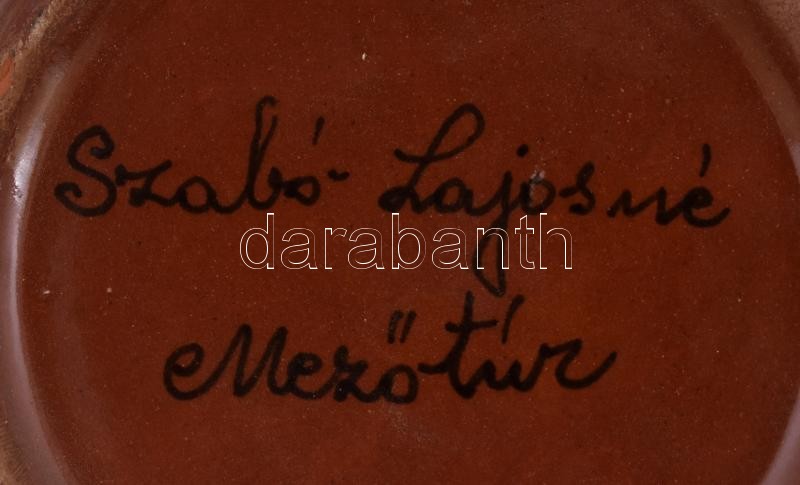 Szabó Lajosné
darabanth
Mezőtúr